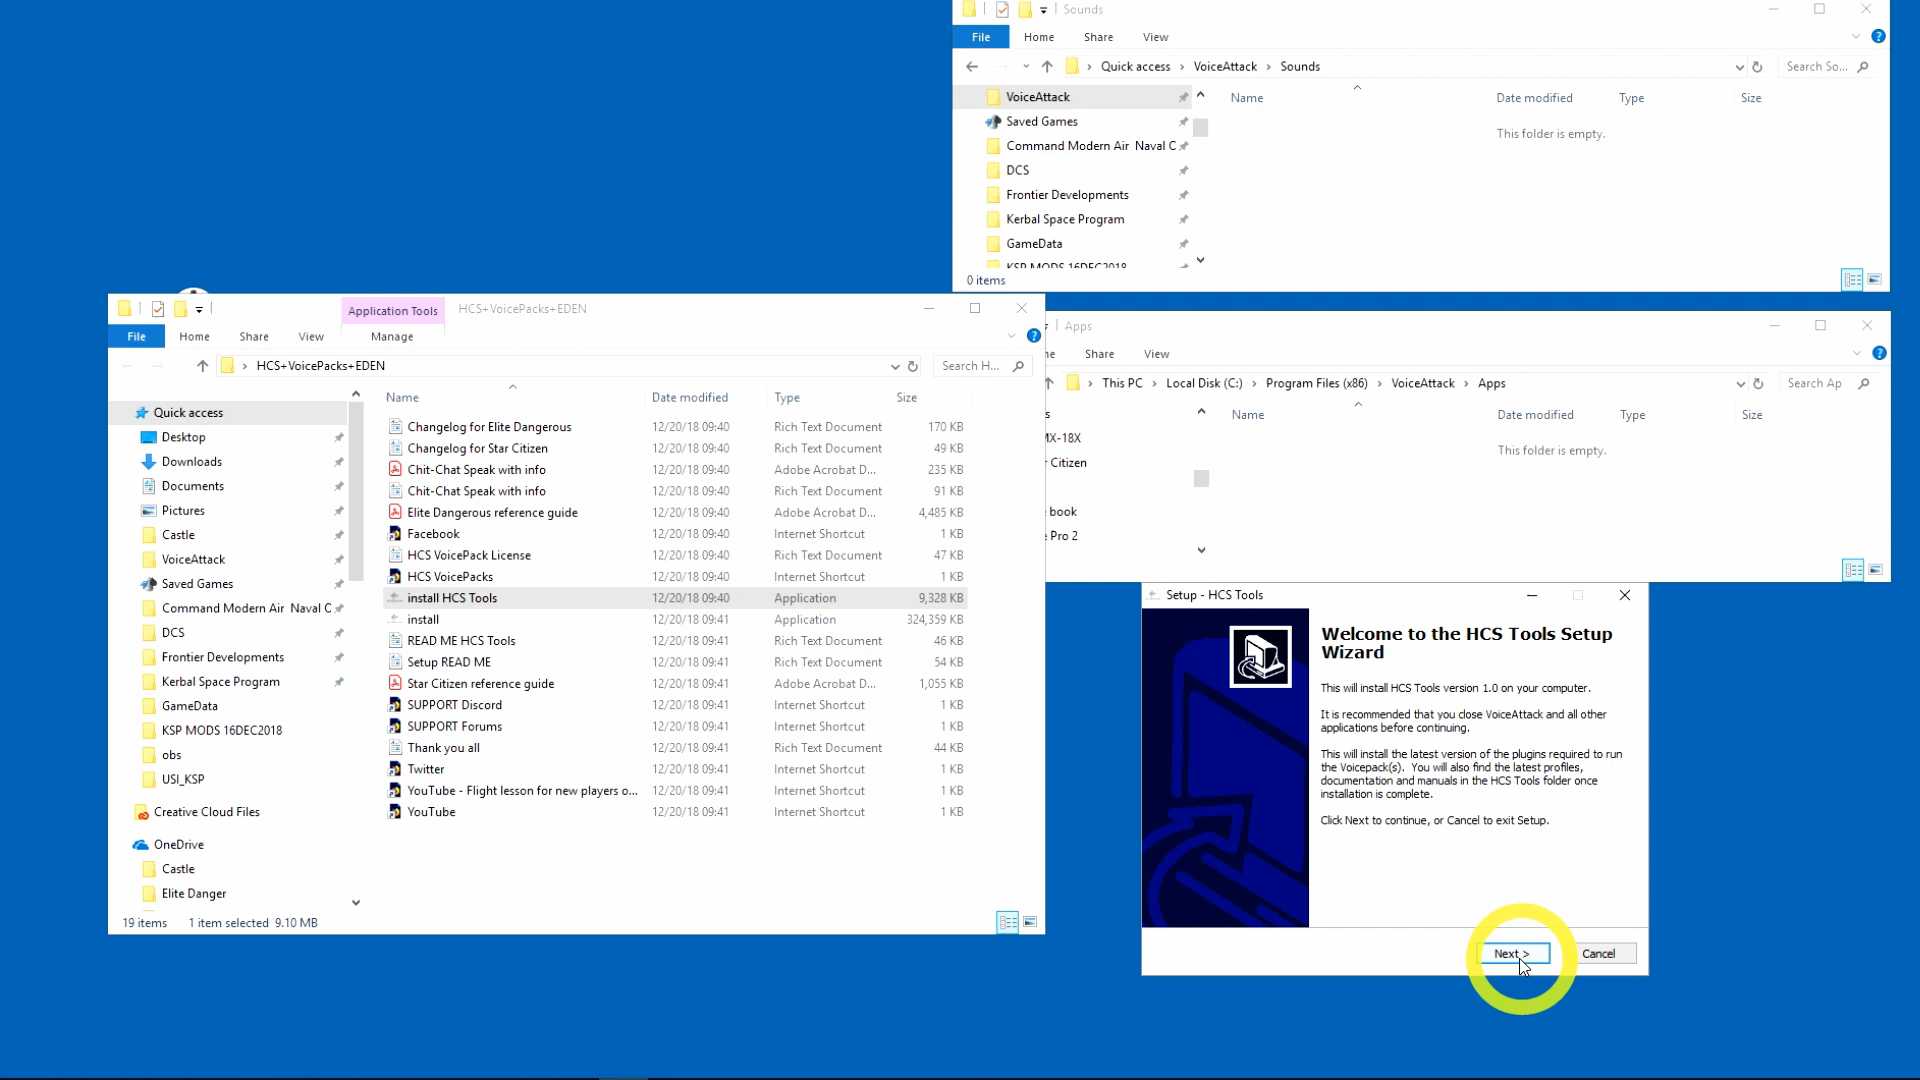 Sounds
File Home Share View
Quick access > VoiceAttack > Sounds
Search So...
VoiceAttack
Saved Games
Command Modern Air Naval C
DCS
Frontier Developments
Kerbal Space Program
GameData
KSP MODS 16DEC2018
Name Date modified Type Size
This folder is empty.
0 items
Application Tools HCS+VoicePacks+EDEN
File Home Share View Manage
> HCS+VoicePacks+EDEN
Search H...
Quick access
Desktop
Downloads
Documents
Pictures
Castle
VoiceAttack
Saved Games
Command Modern Air Naval C
DCS
Frontier Developments
Kerbal Space Program
GameData
KSP MODS 16DEC2018
obs
USI_KSP
Creative Cloud Files
OneDrive
Castle
Elite Danger
Name Date modified Type Size
Changelog for Elite Dangerous 12/20/18 09:40 Rich Text Document 170 KB
Changelog for Star Citizen 12/20/18 09:40 Rich Text Document 49 KB
Chit-Chat Speak with info 12/20/18 09:40 Adobe Acrobat D... 235 KB
Chit-Chat Speak with info 12/20/18 09:40 Rich Text Document 91 KB
Elite Dangerous reference guide 12/20/18 09:40 Adobe Acrobat D... 4,485 KB
Facebook 12/20/18 09:40 Internet Shortcut 1 KB
HCS VoicePack License 12/20/18 09:40 Rich Text Document 47 KB
HCS VoicePacks 12/20/18 09:40 Internet Shortcut 1 KB
install HCS Tools 12/20/18 09:40 Application 9,328 KB
install 12/20/18 09:41 Application 324,359 KB
READ ME HCS Tools 12/20/18 09:41 Rich Text Document 46 KB
Setup READ ME 12/20/18 09:41 Rich Text Document 54 KB
Star Citizen reference guide 12/20/18 09:41 Adobe Acrobat D... 1,055 KB
SUPPORT Discord 12/20/18 09:41 Internet Shortcut 1 KB
SUPPORT Forums 12/20/18 09:41 Internet Shortcut 1 KB
Thank you all 12/20/18 09:41 Rich Text Document 44 KB
Twitter 12/20/18 09:41 Internet Shortcut 1 KB
YouTube - Flight lesson for new players o... 12/20/18 09:41 Internet Shortcut 1 KB
YouTube 12/20/18 09:41 Internet Shortcut 1 KB
19 items 1 item selected 9.10 MB
Apps
Share View
> This PC > Local Disk (C:) > Program Files (x86) > VoiceAttack > Apps
Search Ap
MX-18X
Citizen
book
Pro 2
Name Date modified Type Size
This folder is empty.
Setup - HCS Tools
Welcome to the HCS Tools Setup
Wizard
This will install HCS Tools version 1.0 on your computer.
It is recommended that you close VoiceAttack and all other
applications before continuing.
This will install the latest version of the plugins required to run
the Voicepack(s). You will also find the latest profiles,
documentation and manuals in the HCS Tools folder once
installation is complete.
Click Next to continue, or Cancel to exit Setup.
Next > Cancel